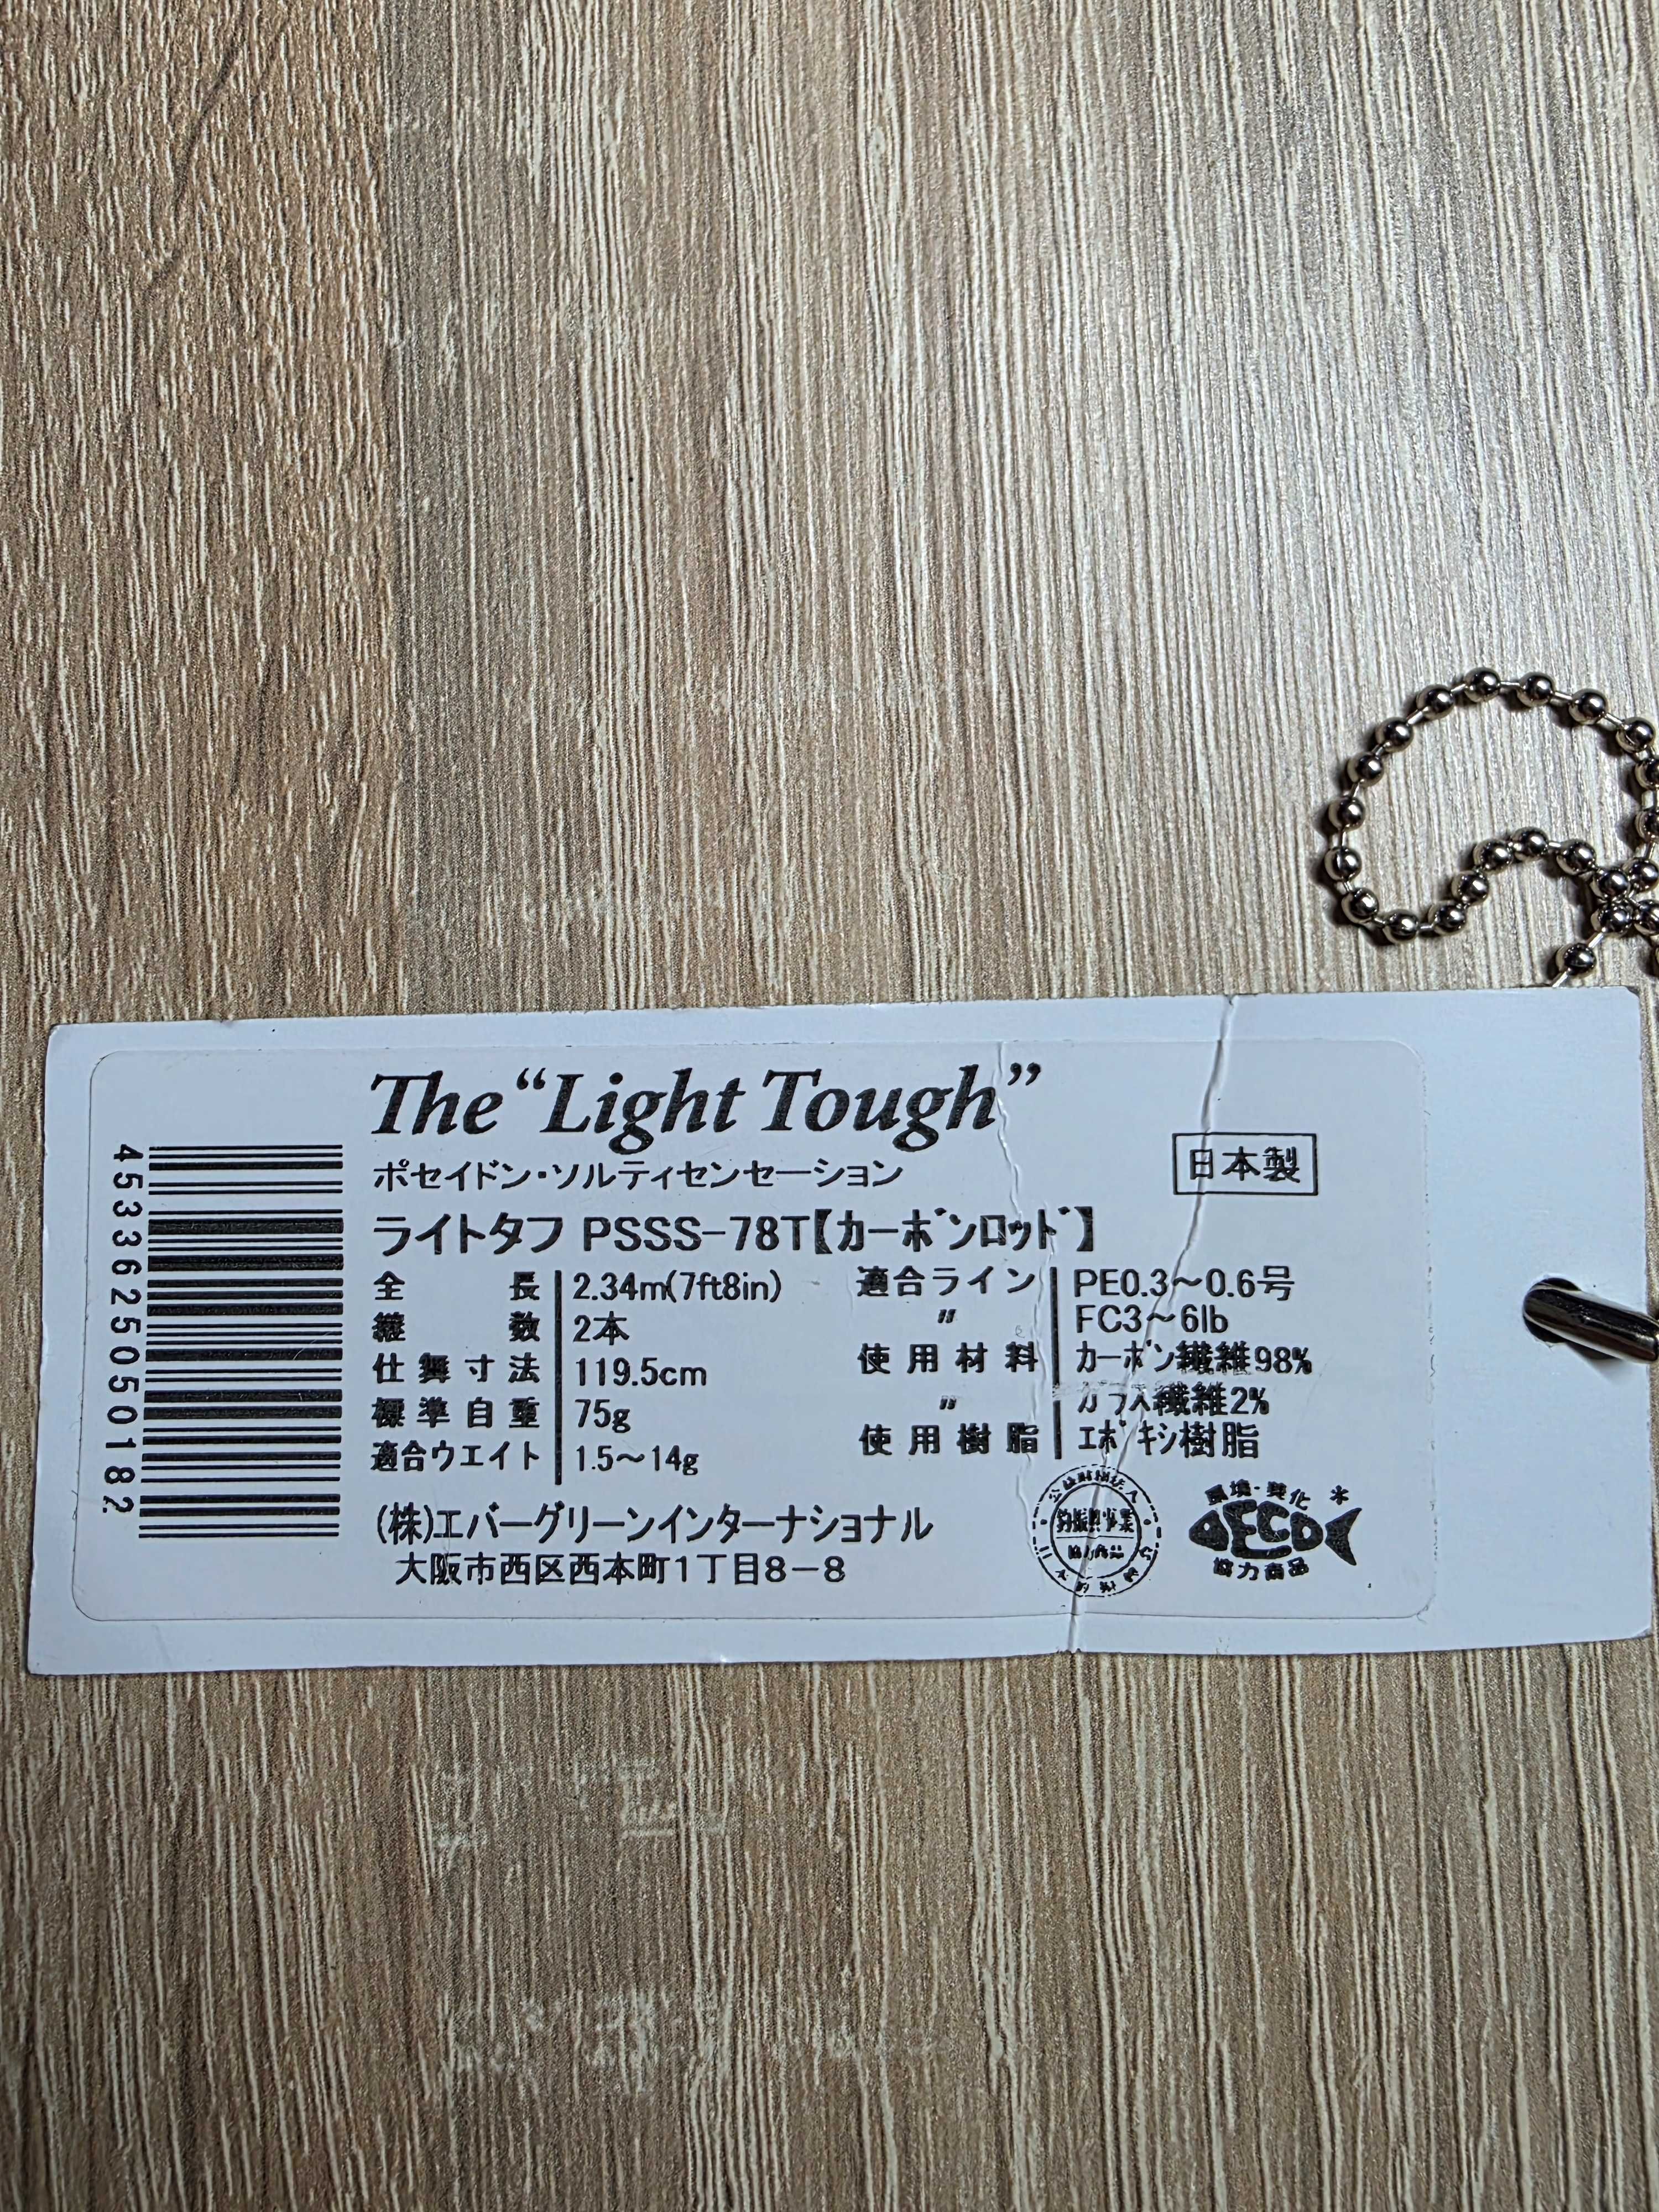 The “Light Tough”
ポセイドン・ソルティセンセーション
日本製
ライトタフ PSSS-78T【カーボンロッド】
全長 2.34m(7ft8in)
継数 2本
仕舞寸法 119.5cm
標準自重 75g
適合ウエイト 1.5〜14g
適合ライン PE0.3〜0.6号
〃 FC3〜6lb
使用材料 カーボン繊維98%
〃 ガラス繊維2%
使用樹脂 エポキシ樹脂
(株)エバーグリーンインターナショナル
大阪市西区西本町1丁目8-8
4533625050182
環境・美化
ECO
協力商品